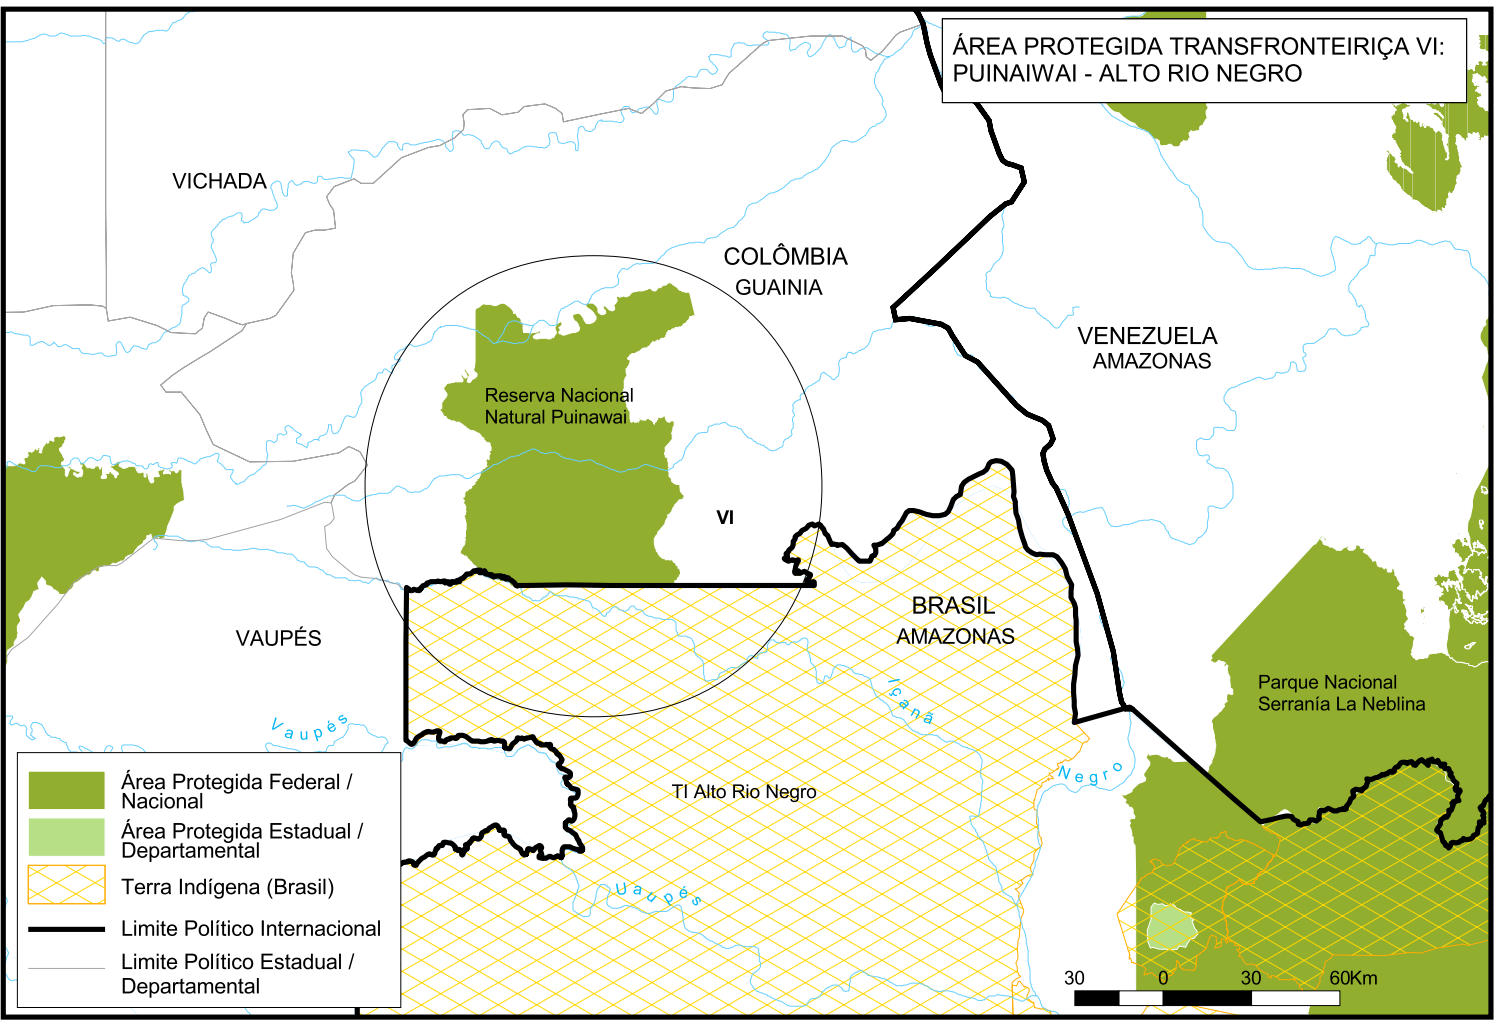 ÁREA PROTEGIDA TRANSFRONTEIRIÇA VI:
PUINAIWAI - ALTO RIO NEGRO
VICHADA
COLÔMBIA
GUAINIA
VENEZUELA
AMAZONAS
Reserva Nacional
Natural Puinawai
VI
BRASIL
AMAZONAS
VAUPÉS
Içanã
Parque Nacional
Serranía La Neblina
Vaupés
Negro
TI Alto Rio Negro
Uaupés
Área Protegida Federal /
Nacional
Área Protegida Estadual /
Departamental
Terra Indígena (Brasil)
Limite Político Internacional
Limite Político Estadual /
Departamental
30 0 30 60Km